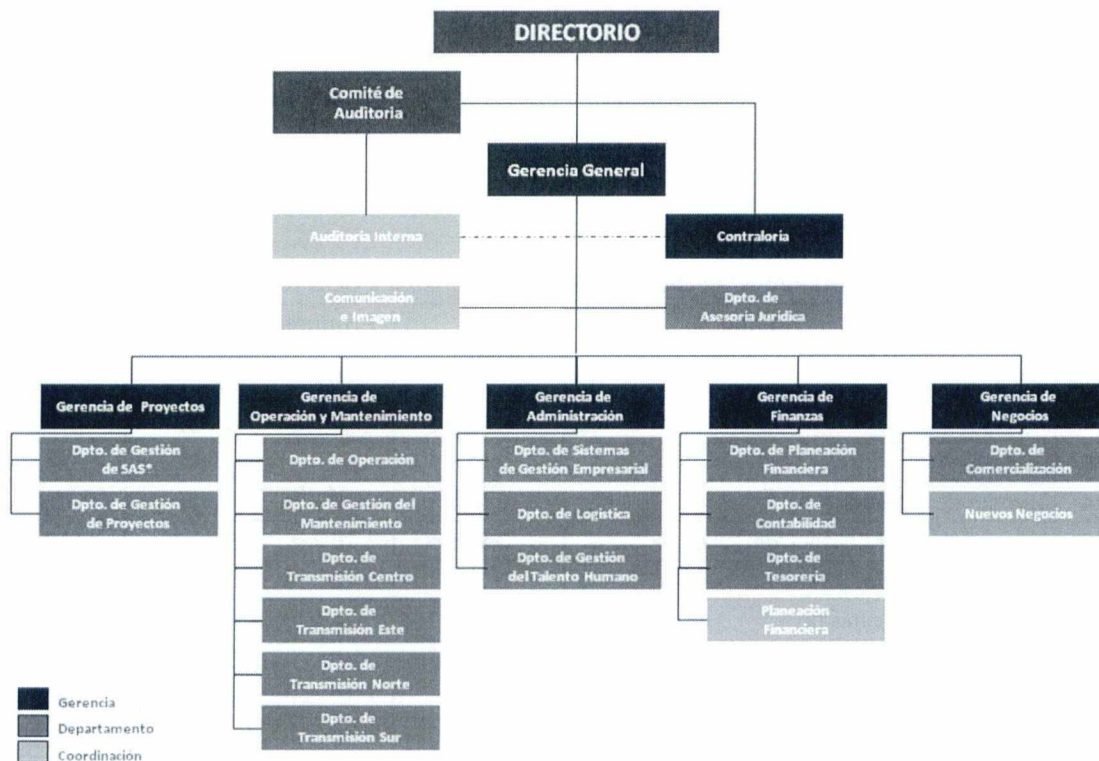 DIRECTORIO
Comité de
Auditoria
Gerencia General
Auditoria Interna
Contraloria
Comunicación
e Imagen
Dpto. de
Asesoria Juridica
Gerencia de Proyectos
Gerencia de
Operación y Mantenimiento
Gerencia de
Administración
Gerencia de
Finanzas
Gerencia de
Negocios
Dpto. de Gestión
de SAS*
Dpto. de Gestión
de Proyectos
Dpto. de Operación
Dpto. de Gestión del
Mantenimiento
Dpto. de
Transmisión Centro
Dpto. de
Transmisión Este
Dpto. de
Transmisión Norte
Dpto. de
Transmisión Sur
Dpto. de Sistemas
de Gestión Empresarial
Dpto. de Logistica
Dpto. de Gestión
del Talento Humano
Dpto. de Planeación
Financiera
Dpto. de
Contabilidad
Dpto. de
Tesoreria
Planeación
Financiera
Dpto. de
Comercialización
Nuevos Negocios
Gerencia
Departamento
Coordinación